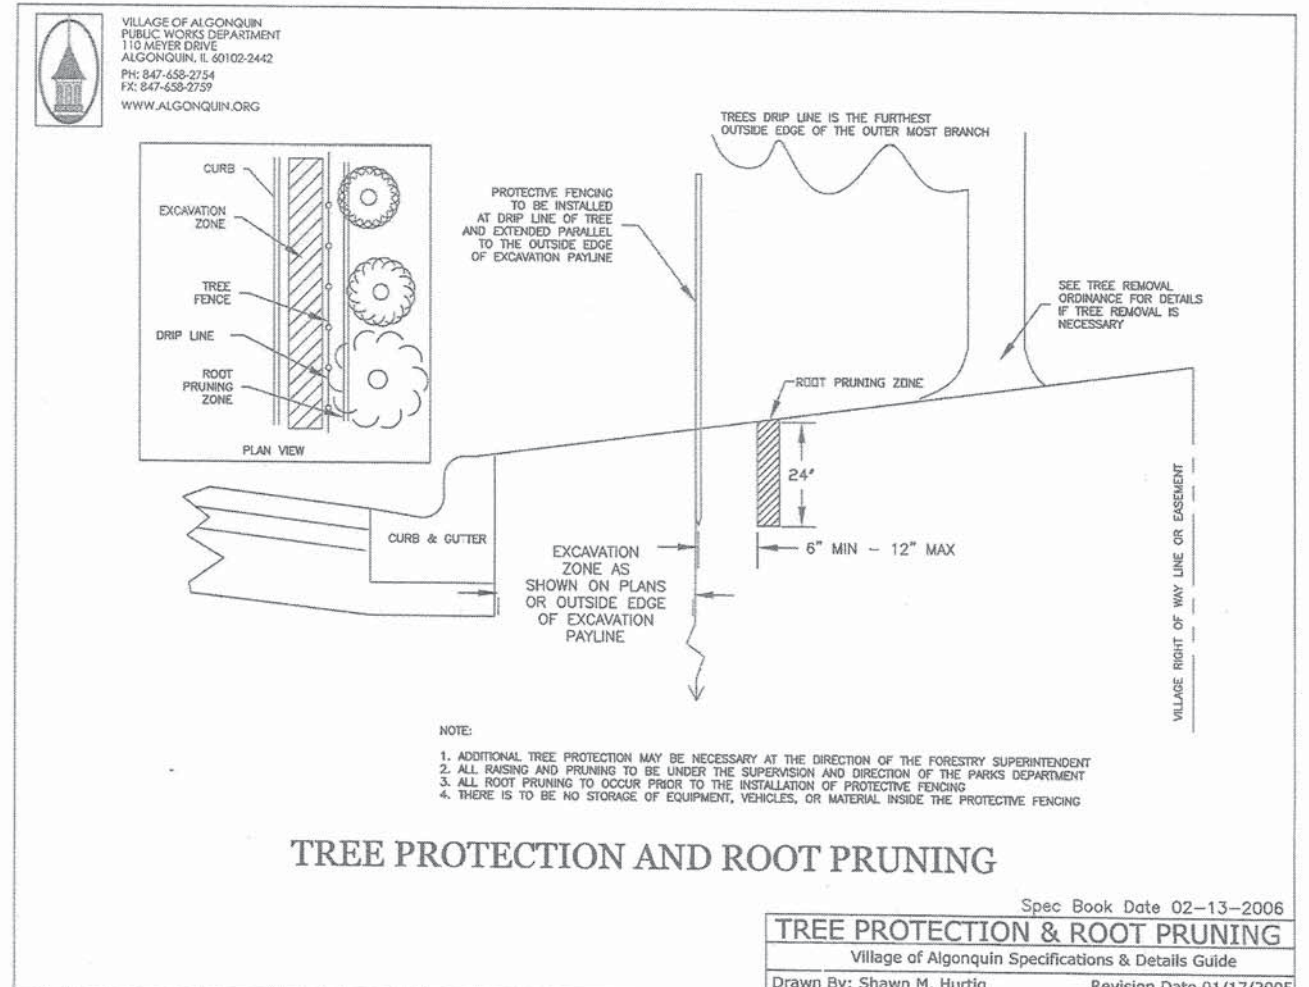 VILLAGE OF ALGONQUIN
PUBLIC WORKS DEPARTMENT
110 MEYER DRIVE
ALGONQUIN, IL 60102-2442
PH: 847-658-2754
FX: 847-658-2759
WWW.ALGONQUIN.ORG
CURB
EXCAVATION
ZONE
TREE
FENCE
DRIP LINE
ROOT
PRUNING
ZONE
PLAN VIEW
TREES DRIP LINE IS THE FURTHEST
OUTSIDE EDGE OF THE OUTER MOST BRANCH
PROTECTIVE FENCING
TO BE INSTALLED
AT DRIP LINE OF TREE
AND EXTENDED PARALLEL
TO THE OUTSIDE EDGE
OF EXCAVATION PAYLINE
SEE TREE REMOVAL
ORDINANCE FOR DETAILS
IF TREE REMOVAL IS
NECESSARY
ROOT PRUNING ZONE
24"
CURB & GUTTER
6" MIN - 12" MAX
EXCAVATION
ZONE AS
SHOWN ON PLANS
OR OUTSIDE EDGE
OF EXCAVATION
PAYLINE
VILLAGE RIGHT OF WAY LINE OR EASEMENT
NOTE:
1. ADDITIONAL TREE PROTECTION MAY BE NECESSARY AT THE DIRECTION OF THE FORESTRY SUPERINTENDENT
2. ALL RAISING AND PRUNING TO BE UNDER THE SUPERVISION AND DIRECTION OF THE PARKS DEPARTMENT
3. ALL ROOT PRUNING TO OCCUR PRIOR TO THE INSTALLATION OF PROTECTIVE FENCING
4. THERE IS TO BE NO STORAGE OF EQUIPMENT, VEHICLES, OR MATERIAL INSIDE THE PROTECTIVE FENCING
TREE PROTECTION AND ROOT PRUNING
Spec Book Date 02-13-2006
TREE PROTECTION & ROOT PRUNING
Village of Algonquin Specifications & Details Guide
Drawn By: Shawn M. Hurtig
Revision Date 01/17/2005